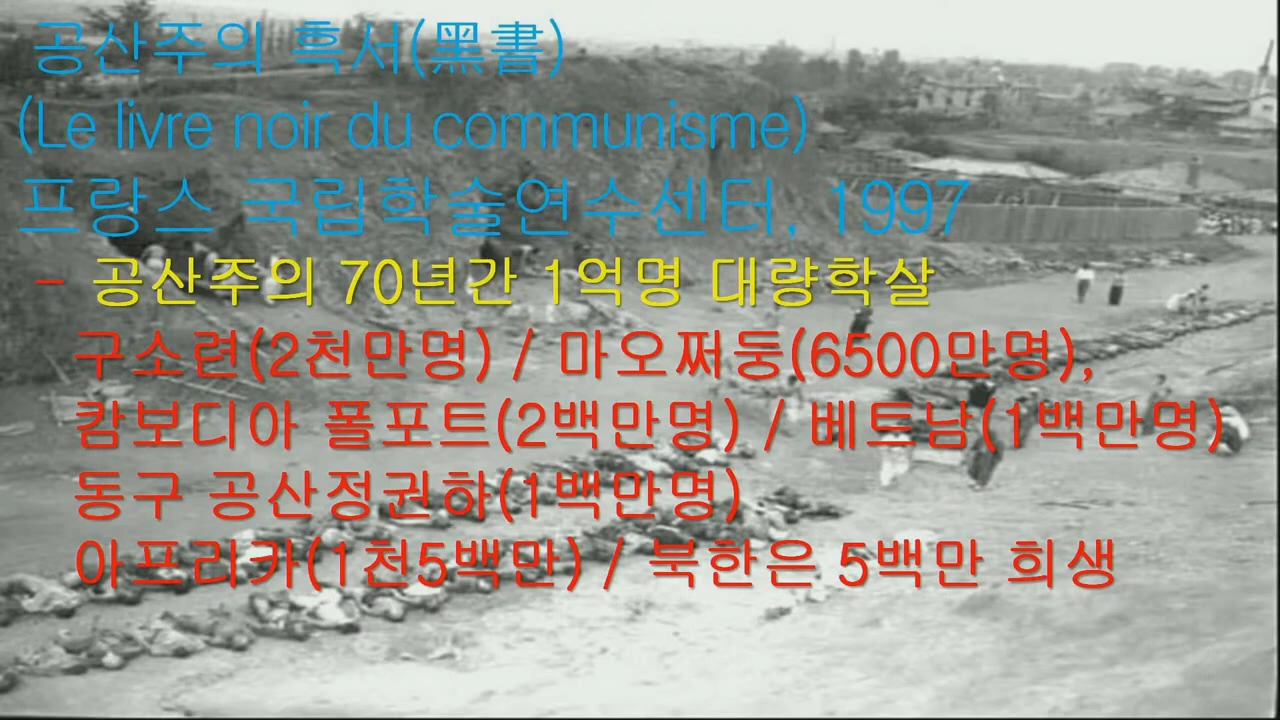 공산주의 흑서(黑書)
(Le livre noir du communisme)
프랑스 국립학술연수센터, 1997
- 공산주의 70년간 1억명 대량학살
구소련(2천만명) / 마오쩌둥(6500만명),
캄보디아 폴포트(2백만명) / 베트남(1백만명)
동구 공산정권하(1백만명)
아프리카(1천5백만) / 북한은 5백만 희생